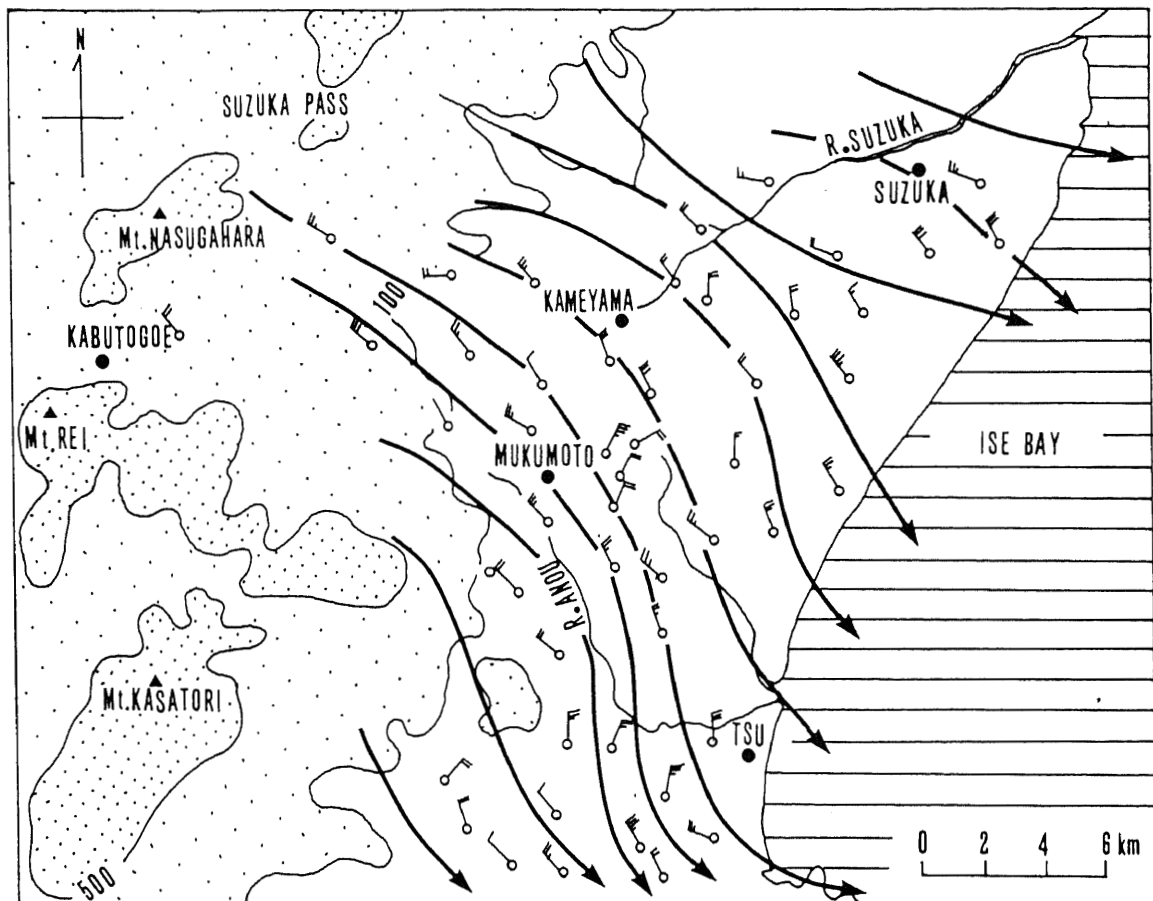 N
SUZUKA PASS
R.SUZUKA
SUZUKA
Mt.NASUGAHARA
100
KAMEYAMA
KABUTOGOE
Mt.REI
MUKUMOTO
ISE BAY
R.ANOU
Mt.KASATORI
TSU
0 2 4 6 km
500